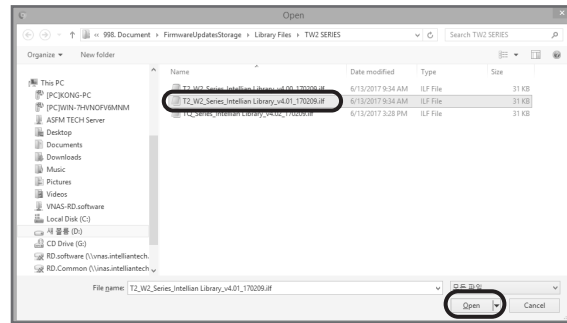 Open
998. Document FirmwareUpdatesStorage Library Files TW2 SERIES
Search TW2 SERIES
Organize New folder
Name Date modified Type Size
This PC
[PC]KONG-PC
[PC]WIN-7HVNOFV6MNM
ASFM TECH Server
Desktop
Documents
Downloads
Music
Pictures
Videos
VNAS-RD.software
Local Disk (C:)
새 볼륨 (D:)
CD Drive (G:)
RD.software (\\vnas.intelliantech.
RD.Common (\\inas.intelliantech
T2_W2_Series_Intellian Library_v4.00_170209.ilf 6/13/2017 9:34 AM ILF File 31 KB
T2_W2_Series_Intellian Library_v4.01_170209.ilf 6/13/2017 9:34 AM ILF File 31 KB
TQ_Series_Intellian Library_v4.02_170209.ilf 6/13/2017 3:28 PM ILF File 31 KB
File name: T2_W2_Series_Intellian Library_v4.01_170209.ilf
모든 파일
Open Cancel